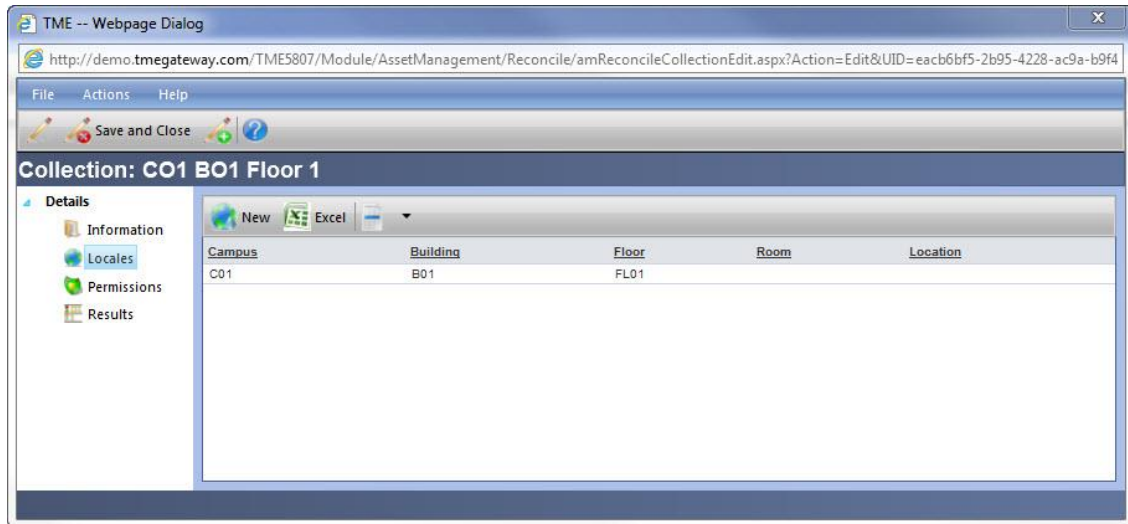 TME -- Webpage Dialog
X
http://demo.tmegateway.com/TME5807/Module/AssetManagement/Reconcile/amReconcileCollectionEdit.aspx?Action=Edit&UID=eacb6bf5-2b95-4228-ac9a-b9f4
File Actions Help
Save and Close
Collection: CO1 BO1 Floor 1
Details
Information
Locales
Permissions
Results
New Excel
Campus Building Floor Room Location
C01 B01 FL01